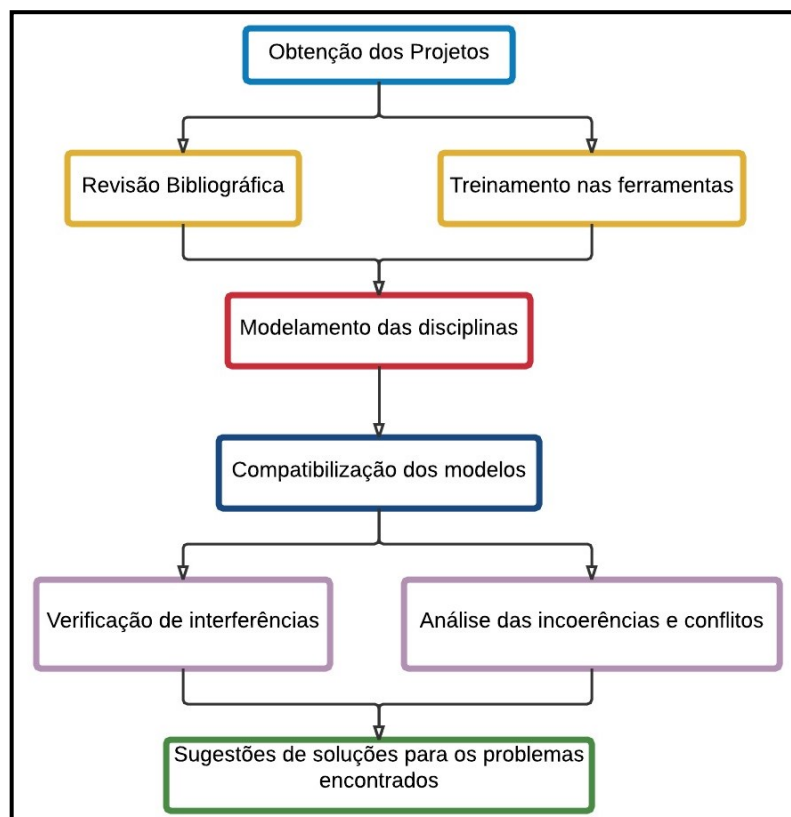 Obtenção dos Projetos
Revisão Bibliográfica
Treinamento nas ferramentas
Modelamento das disciplinas
Compatibilização dos modelos
Verificação de interferências
Análise das incoerências e conflitos
Sugestões de soluções para os problemas
encontrados